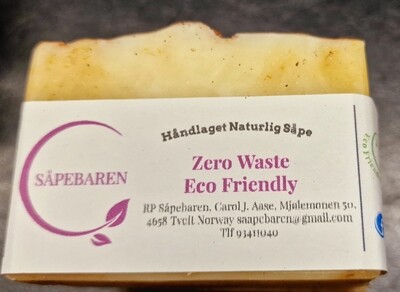 SÅPEBAREN
Håndlaget Naturlig Såpe
Zero Waste
Eco Friendly
RP Såpebaren, Carol J. Aase, Mjølemonen 50,
4658 Tveit Norway saapebaren@gmail.com
Tlf 93411040